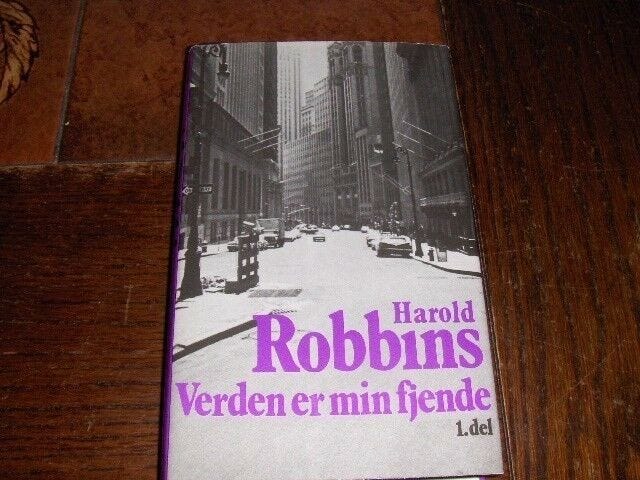 Harold
Robbins
Verden er min fjende
1. del